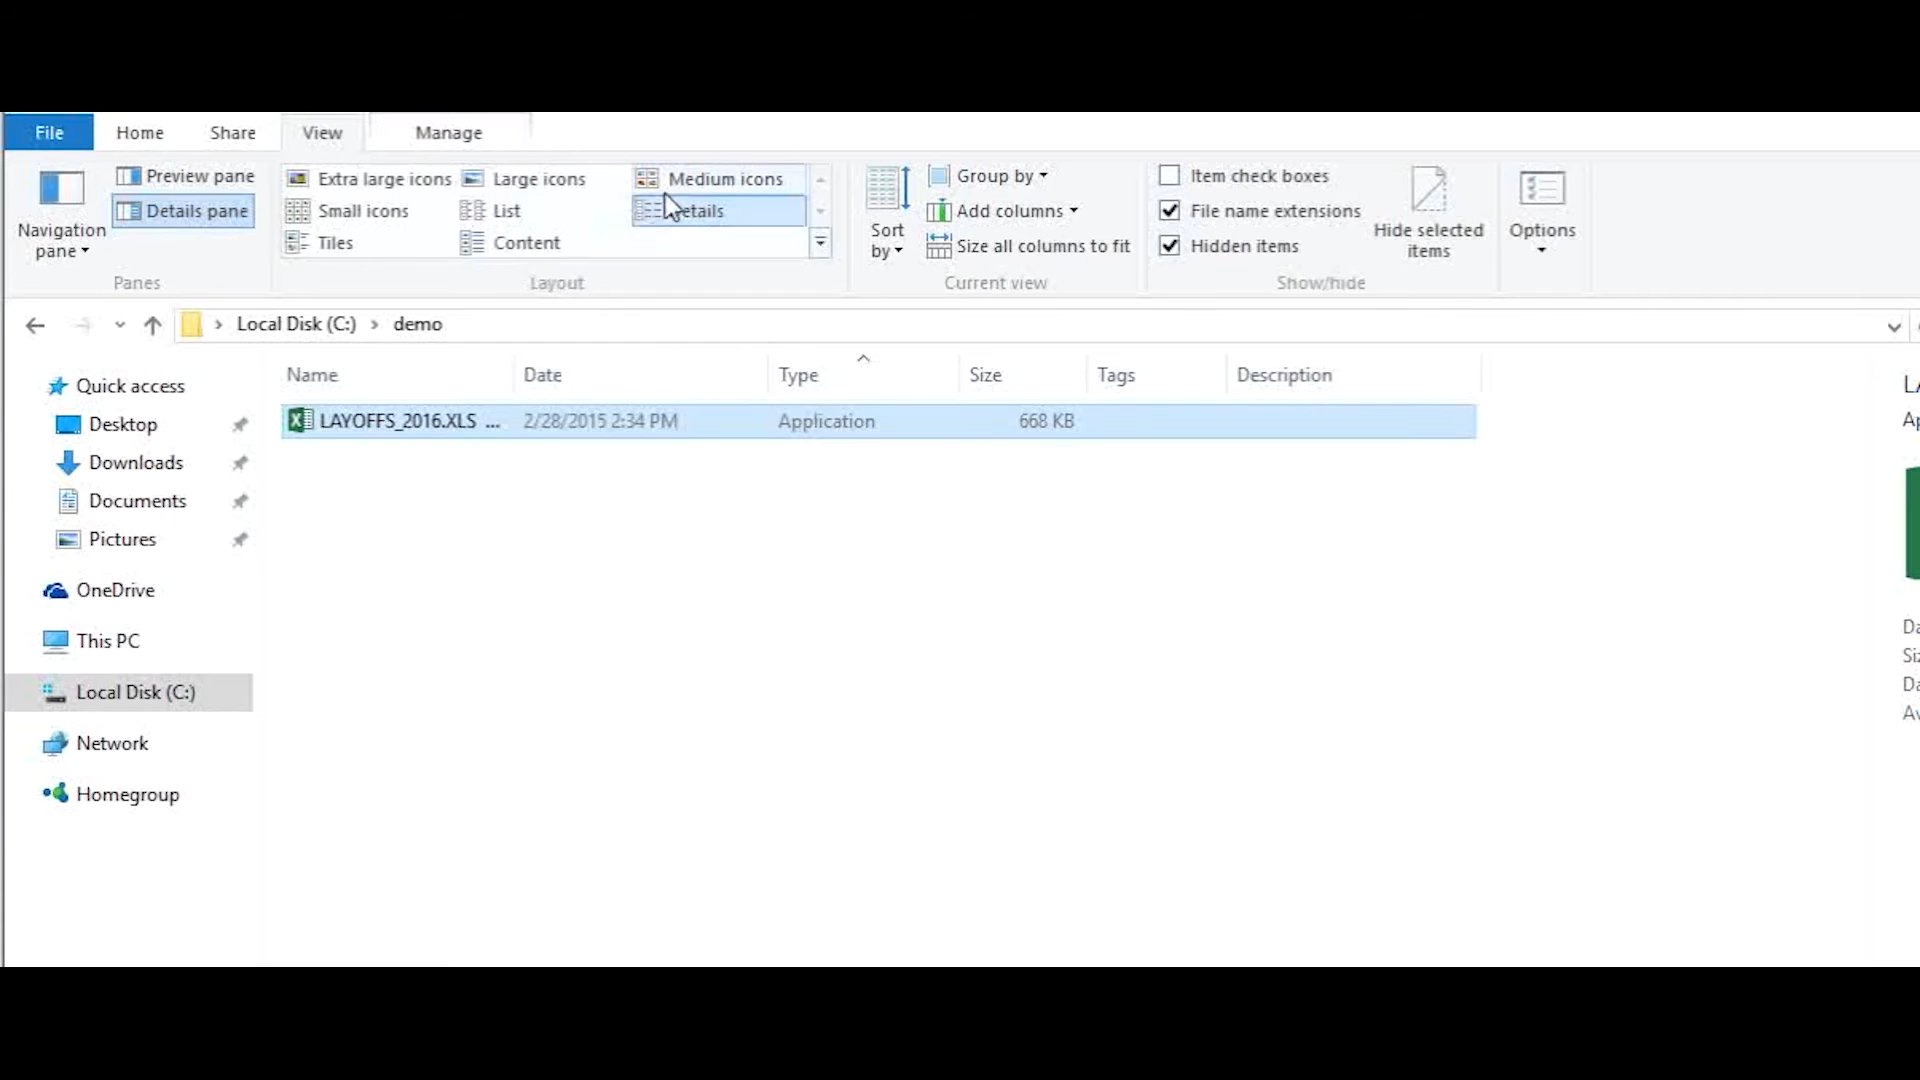 File Home Share View Manage
Preview pane Extra large icons Large icons Medium icons Group by Item check boxes
Details pane Small icons List Add columns File name extensions
Navigation pane Tiles Content Sort by Size all columns to fit Hidden items Hide selected items Options
Panes Layout Current view Show/hide
Local Disk (C:) demo
Name Date Type Size Tags Description
LAYOFFS_2016.XLS ... 2/28/2015 2:34 PM Application 668 KB
Quick access
Desktop
Downloads
Documents
Pictures
OneDrive
This PC
Local Disk (C:)
Network
Homegroup